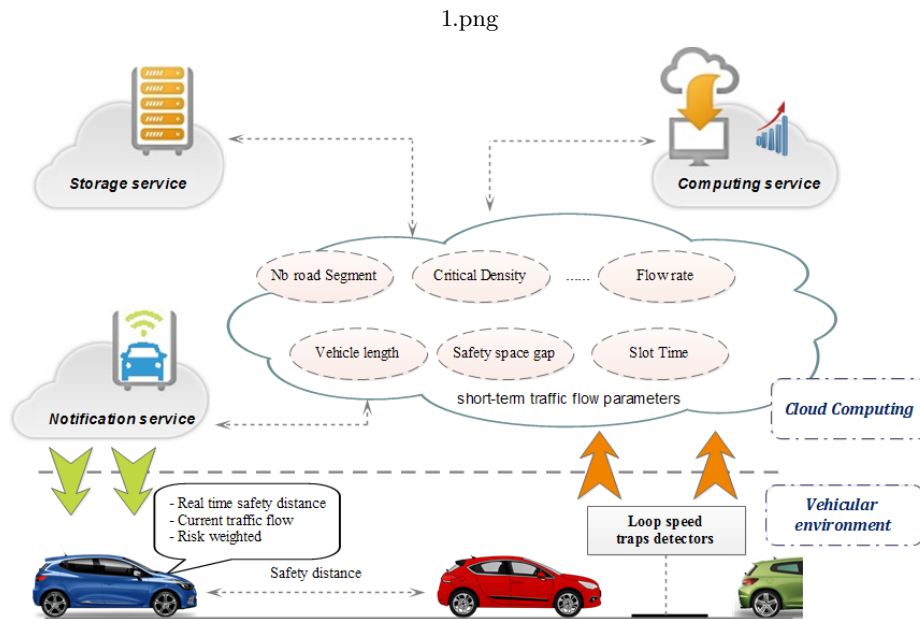 1.png
Storage service
Computing service
Nb road Segment
Critical Density
......
Flow rate
Vehicle length
Safety space gap
Slot Time
short-term traffic flow parameters
Notification service
Cloud Computing
- Real time safety distance
- Current traffic flow
- Risk weighted
Loop speed
traps detectors
Vehicular
environment
Safety distance